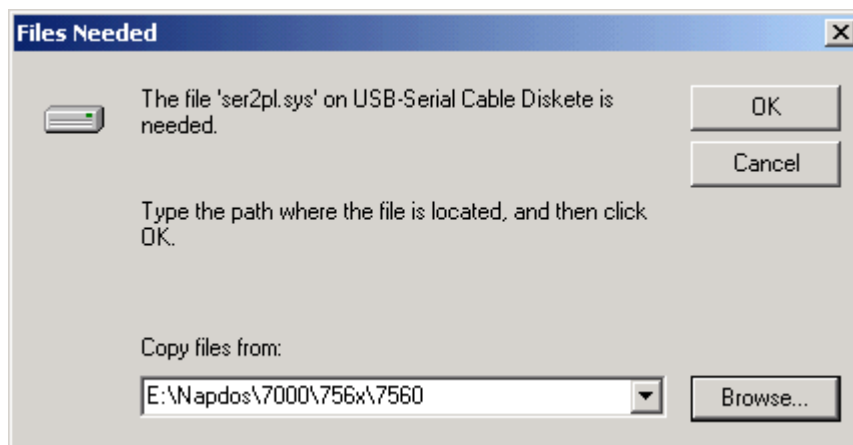 Files Needed
The file 'ser2pl.sys' on USB-Serial Cable Diskete is
needed.
OK
Cancel
Type the path where the file is located, and then click
OK.
Copy files from:
E:\Napdos\7000\756x\7560
Browse...